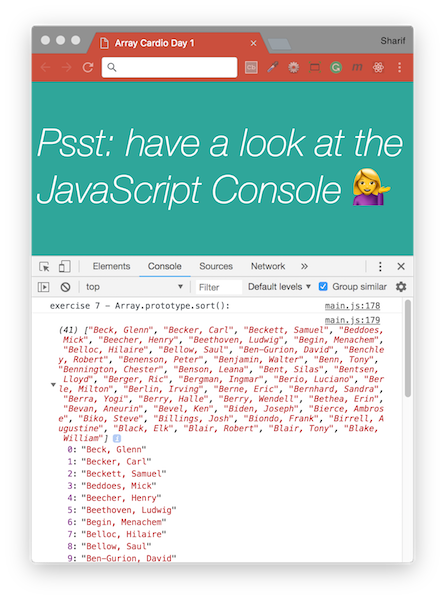 Array Cardio Day 1
Sharif
Psst: have a look at the
JavaScript Console 💁
Elements Console Sources Network »
top Filter Default levels Group similar
exercise 7 – Array.prototype.sort(): main.js:178
main.js:179
(41) ["Beck, Glenn", "Becker, Carl", "Beckett, Samuel", "Beddoes,
Mick", "Beecher, Henry", "Beethoven, Ludwig", "Begin, Menachem",
"Belloc, Hilaire", "Bellow, Saul", "Ben-Gurion, David", "Benchle
y, Robert", "Benenson, Peter", "Benjamin, Walter", "Benn, Tony",
"Bennington, Chester", "Benson, Leana", "Bent, Silas", "Bentsen,
Lloyd", "Berger, Ric", "Bergman, Ingmar", "Berio, Luciano", "Ber
le, Milton", "Berlin, Irving", "Berne, Eric", "Bernhard, Sandra",
"Berra, Yogi", "Berry, Halle", "Berry, Wendell", "Bethea, Erin",
"Bevan, Aneurin", "Bevel, Ken", "Biden, Joseph", "Bierce, Ambros
e", "Biko, Steve", "Billings, Josh", "Biondo, Frank", "Birrell, A
ugustine", "Black, Elk", "Blair, Robert", "Blair, Tony", "Blake,
William"]
0: "Beck, Glenn"
1: "Becker, Carl"
2: "Beckett, Samuel"
3: "Beddoes, Mick"
4: "Beecher, Henry"
5: "Beethoven, Ludwig"
6: "Begin, Menachem"
7: "Belloc, Hilaire"
8: "Bellow, Saul"
9: "Ben-Gurion, David"